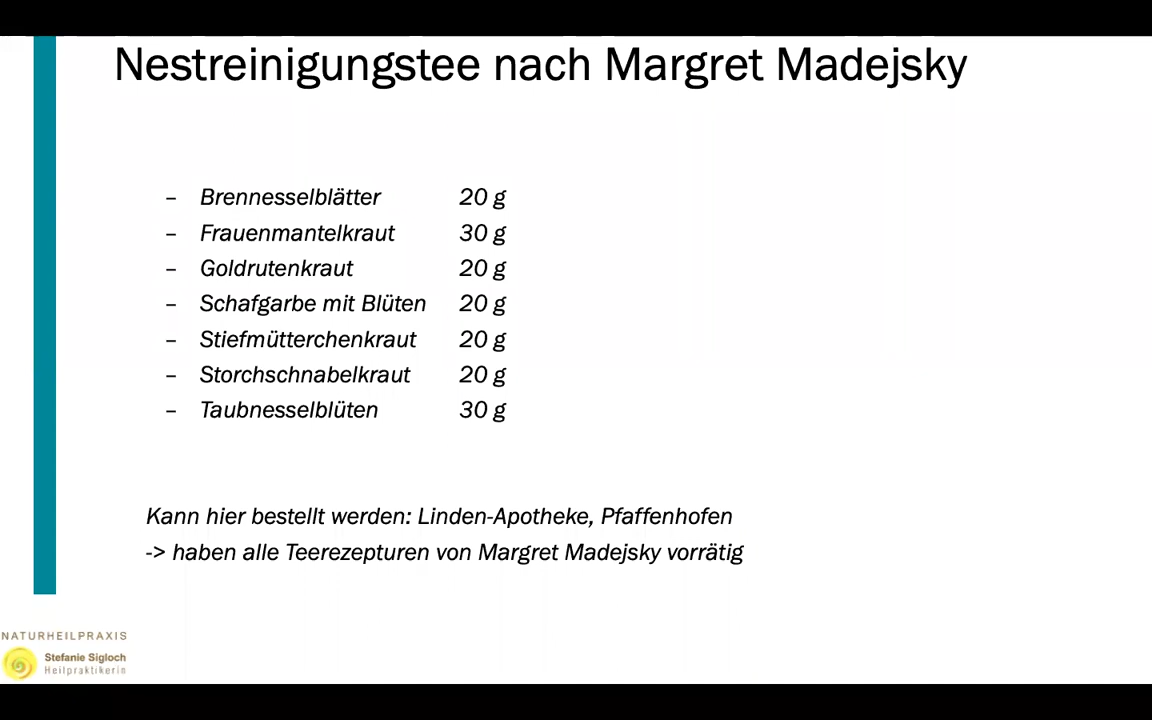 Nestreinigungstee nach Margret Madejsky
– Brennesselblätter 20 g
– Frauenmantelkraut 30 g
– Goldrutenkraut 20 g
– Schafgarbe mit Blüten 20 g
– Stiefmütterchenkraut 20 g
– Storchschnabelkraut 20 g
– Taubnesselblüten 30 g
Kann hier bestellt werden: Linden-Apotheke, Pfaffenhofen
-> haben alle Teerezepturen von Margret Madejsky vorrätig
NATURHEILPRAXIS
Stefanie Sigloch
Heilpraktikerin